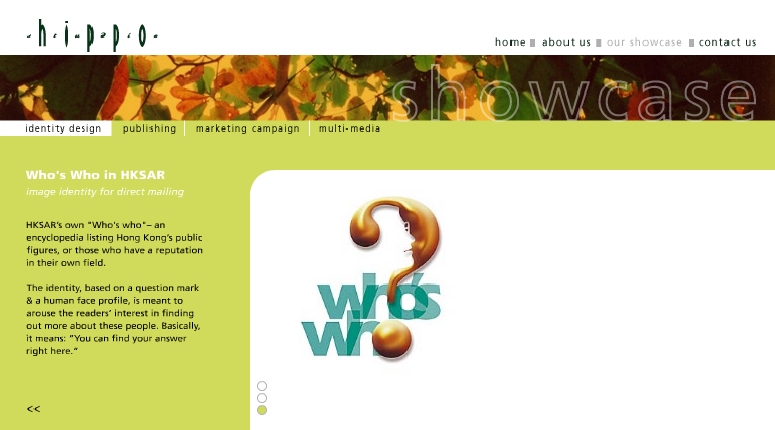 hippo
home about us our showcase contact us
showcase
identity design publishing marketing campaign multi-media
Who's Who in HKSAR
image identity for direct mailing
HKSAR's own "Who's who"– an
encyclopedia listing Hong Kong's public
figures, or those who have a reputation
in their own field.
The identity, based on a question mark
& a human face profile, is meant to
arouse the readers' interest in finding
out more about these people. Basically,
it means: "You can find your answer
right here."
who's
who
<<